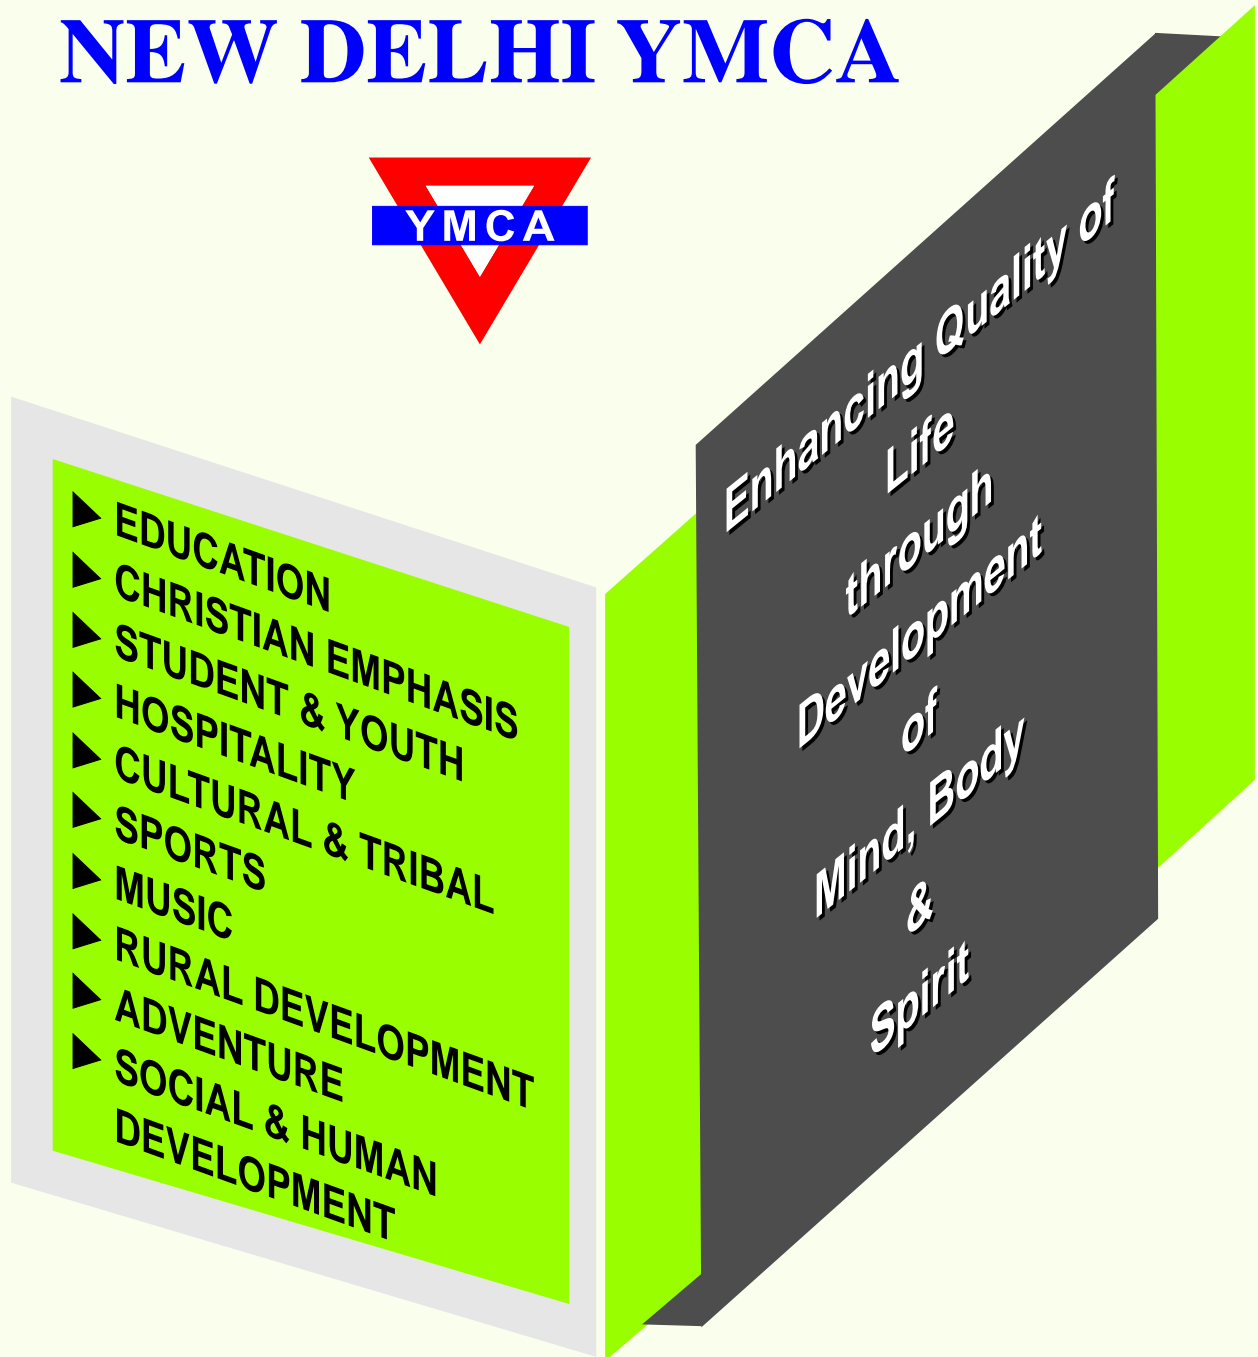 NEW DELHI YMCA
YMCA
EDUCATION
CHRISTIAN EMPHASIS
STUDENT & YOUTH
HOSPITALITY
CULTURAL & TRIBAL
SPORTS
MUSIC
RURAL DEVELOPMENT
ADVENTURE
SOCIAL & HUMAN
DEVELOPMENT
Enhancing Quality of
Life
through
Development
of
Mind, Body
&
Spirit